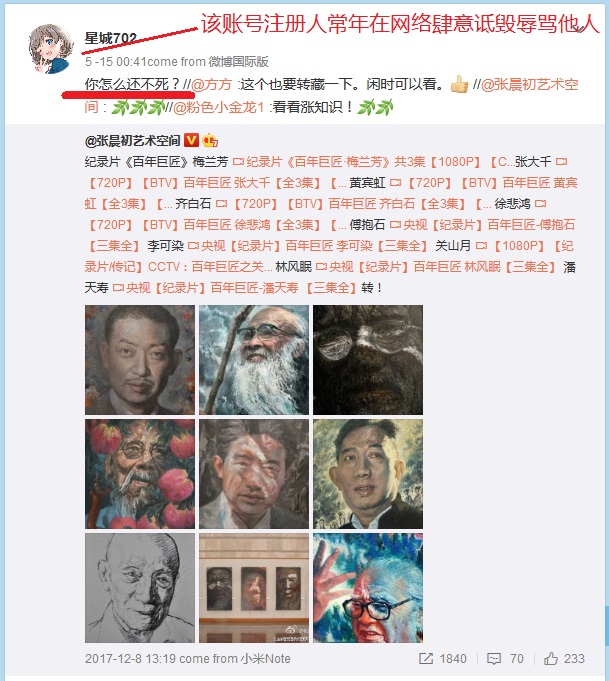 该账号注册人常年在网络肆意诋毁辱骂他人
星城702
5 -15 00:41come from 微博国际版
你怎么还不死？//@方方 :这个也要转藏一下。闲时可以看。👍 //@张晨初艺术空
间 : 🌿🌿🌿//@粉色小金龙1 :看看涨知识！🌿🌿🌿
@张晨初艺术空间
纪录片《百年巨匠》梅兰芳 纪录片《百年巨匠·梅兰芳》共3集【1080P】【C...张大千
【720P】【BTV】百年巨匠 张大千【全3集】【... 黄宾虹 【720P】【BTV】百年巨匠 黄宾
虹【全3集】【... 齐白石 【720P】【BTV】百年巨匠 齐白石【全3集】【... 徐悲鸿
【720P】【BTV】百年巨匠 徐悲鸿【全3集】【... 傅抱石 央视【纪录片】百年巨匠-傅抱石
【三集全】 李可染 央视【纪录片】百年巨匠 李可染【三集全】 关山月 【1080P】【纪
录片/传记】CCTV：百年巨匠之关... 林风眠 央视【纪录片】百年巨匠 林风眠【三集全】 潘
天寿 央视【纪录片】百年巨匠-潘天寿 【三集全】转！
2017-12-8 13:19 come from 小米Note
1840
70
233